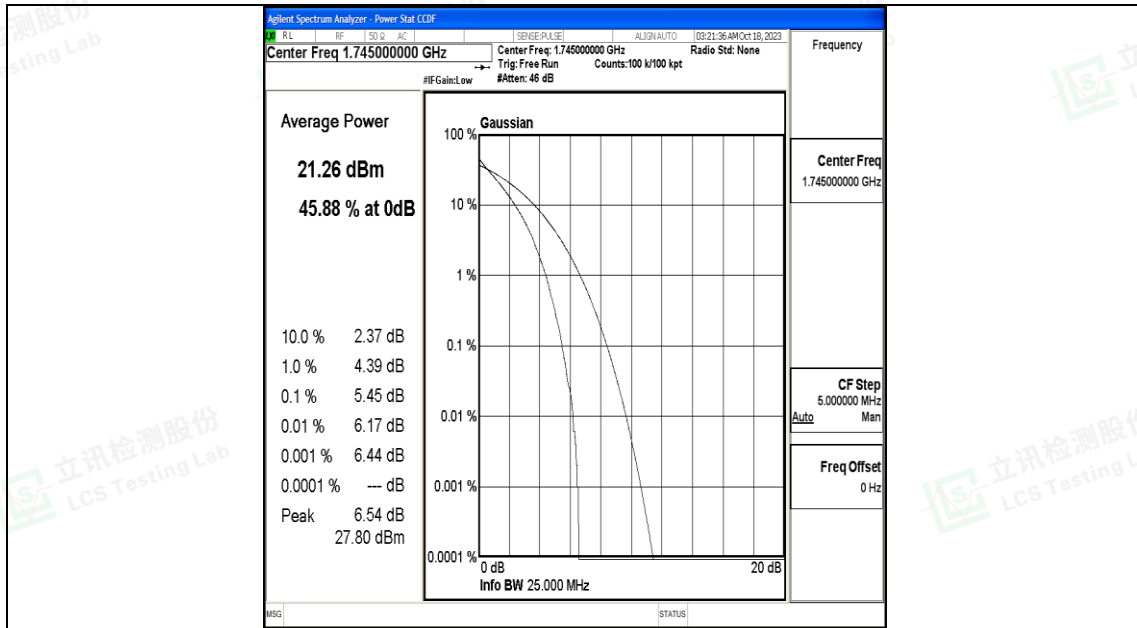 Agilent Spectrum Analyzer - Power Stat CCDF
LXI RL RF 50 Ω AC SENSE:PULSE ALIGN AUTO 03:21:36 AM Oct 18, 2023
Center Freq 1.745000000 GHz
Center Freq: 1.745000000 GHz
Radio Std: None
Trig: Free Run
Counts:100 k/100 kpt
#IFGain:Low
#Atten: 46 dB
Frequency
Average Power
21.26 dBm
45.88 % at 0dB
10.0 % 2.37 dB
1.0 % 4.39 dB
0.1 % 5.45 dB
0.01 % 6.17 dB
0.001 % 6.44 dB
0.0001 % --- dB
Peak 6.54 dB
27.80 dBm
Gaussian
100 %
10 %
1 %
0.1 %
0.01 %
0.001 %
0.0001 %
0 dB
20 dB
Info BW 25.000 MHz
Center Freq
1.745000000 GHz
CF Step
5.000000 MHz
Auto Man
Freq Offset
0 Hz
MSG
STATUS
立讯检测股份
LCS Testing Lab
立讯检测股份
LCS Testing L